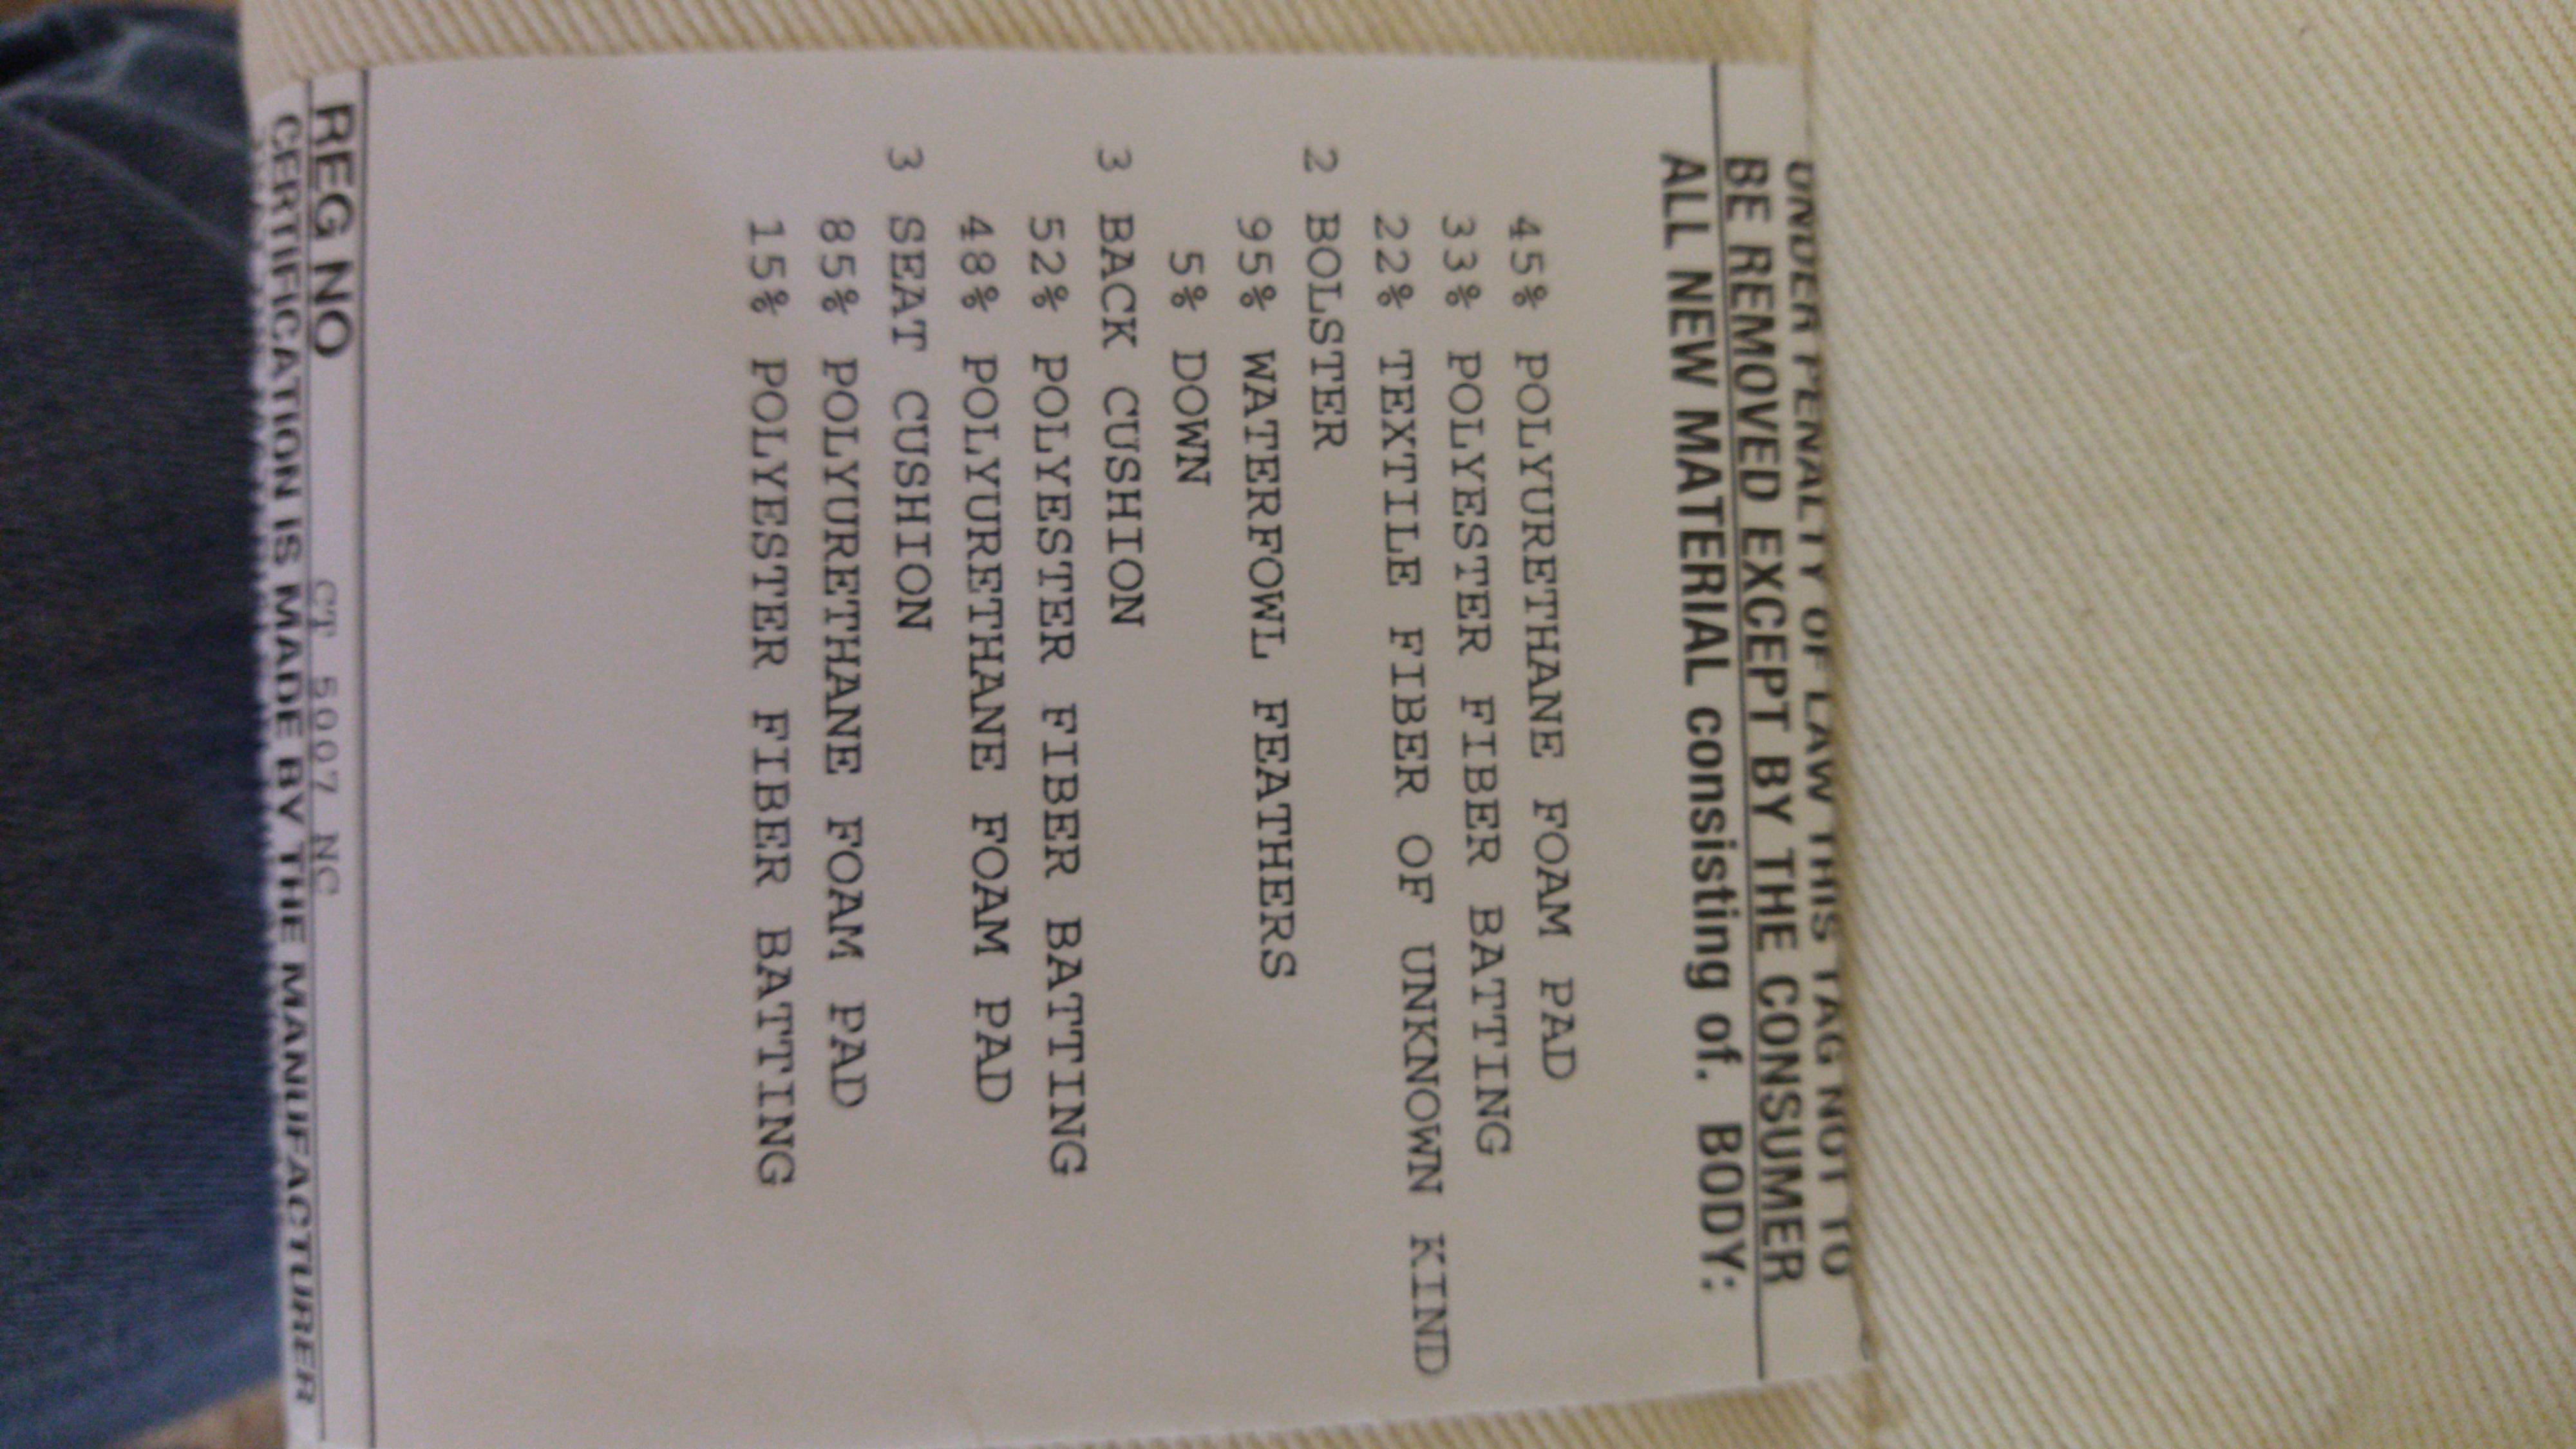 UNDER PENALTY OF LAW THIS TAG NOT TO
BE REMOVED EXCEPT BY THE CONSUMER
ALL NEW MATERIAL consisting of. BODY:
45% POLYURETHANE FOAM PAD
33% POLYESTER FIBER BATTING
22% TEXTILE FIBER OF UNKNOWN KIND
2 BOLSTER
95% WATERFOWL FEATHERS
5% DOWN
3 BACK CUSHION
52% POLYESTER FIBER BATTING
48% POLYURETHANE FOAM PAD
3 SEAT CUSHION
85% POLYURETHANE FOAM PAD
15% POLYESTER FIBER BATTING
REG NO CT 5007 NC
CERTIFICATION IS MADE BY THE MANUFACTURER